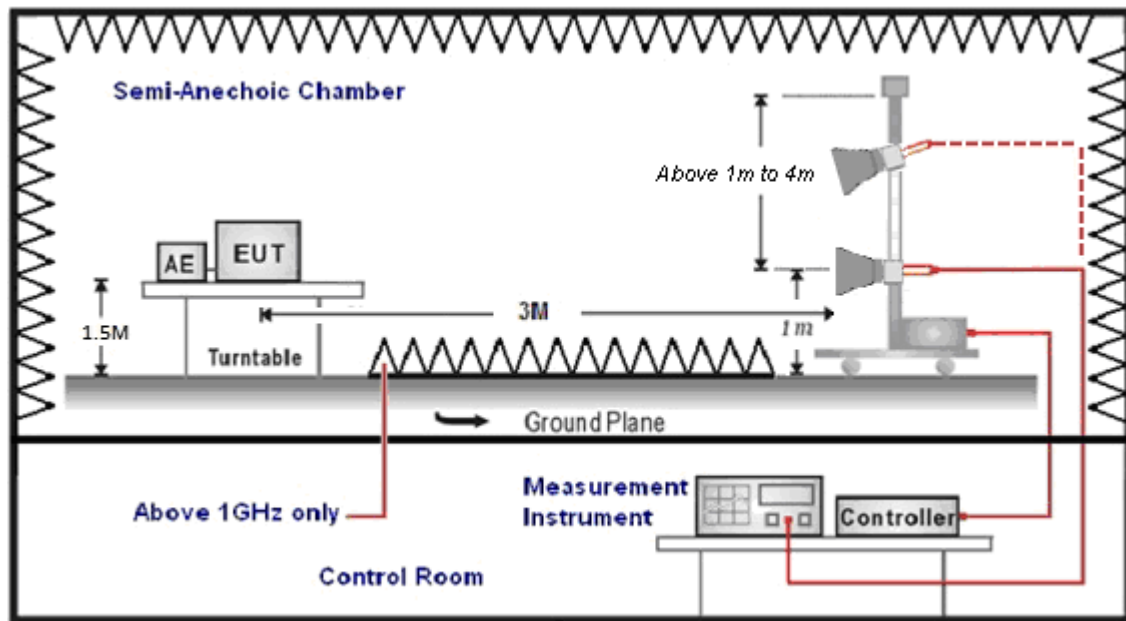 Semi-Anechoic Chamber
Above 1m to 4m
AE
EUT
1.5M
3M
1m
Turntable
Ground Plane
Above 1GHz only
Measurement
Instrument
Controller
Control Room